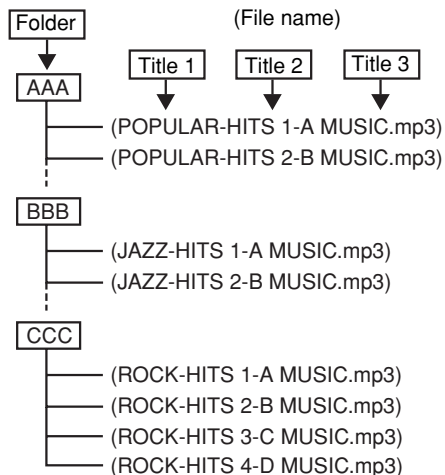 Folder
(File name)
Title 1 Title 2 Title 3
AAA
(POPULAR-HITS 1-A MUSIC.mp3)
(POPULAR-HITS 2-B MUSIC.mp3)
BBB
(JAZZ-HITS 1-A MUSIC.mp3)
(JAZZ-HITS 2-B MUSIC.mp3)
CCC
(ROCK-HITS 1-A MUSIC.mp3)
(ROCK-HITS 2-B MUSIC.mp3)
(ROCK-HITS 3-C MUSIC.mp3)
(ROCK-HITS 4-D MUSIC.mp3)